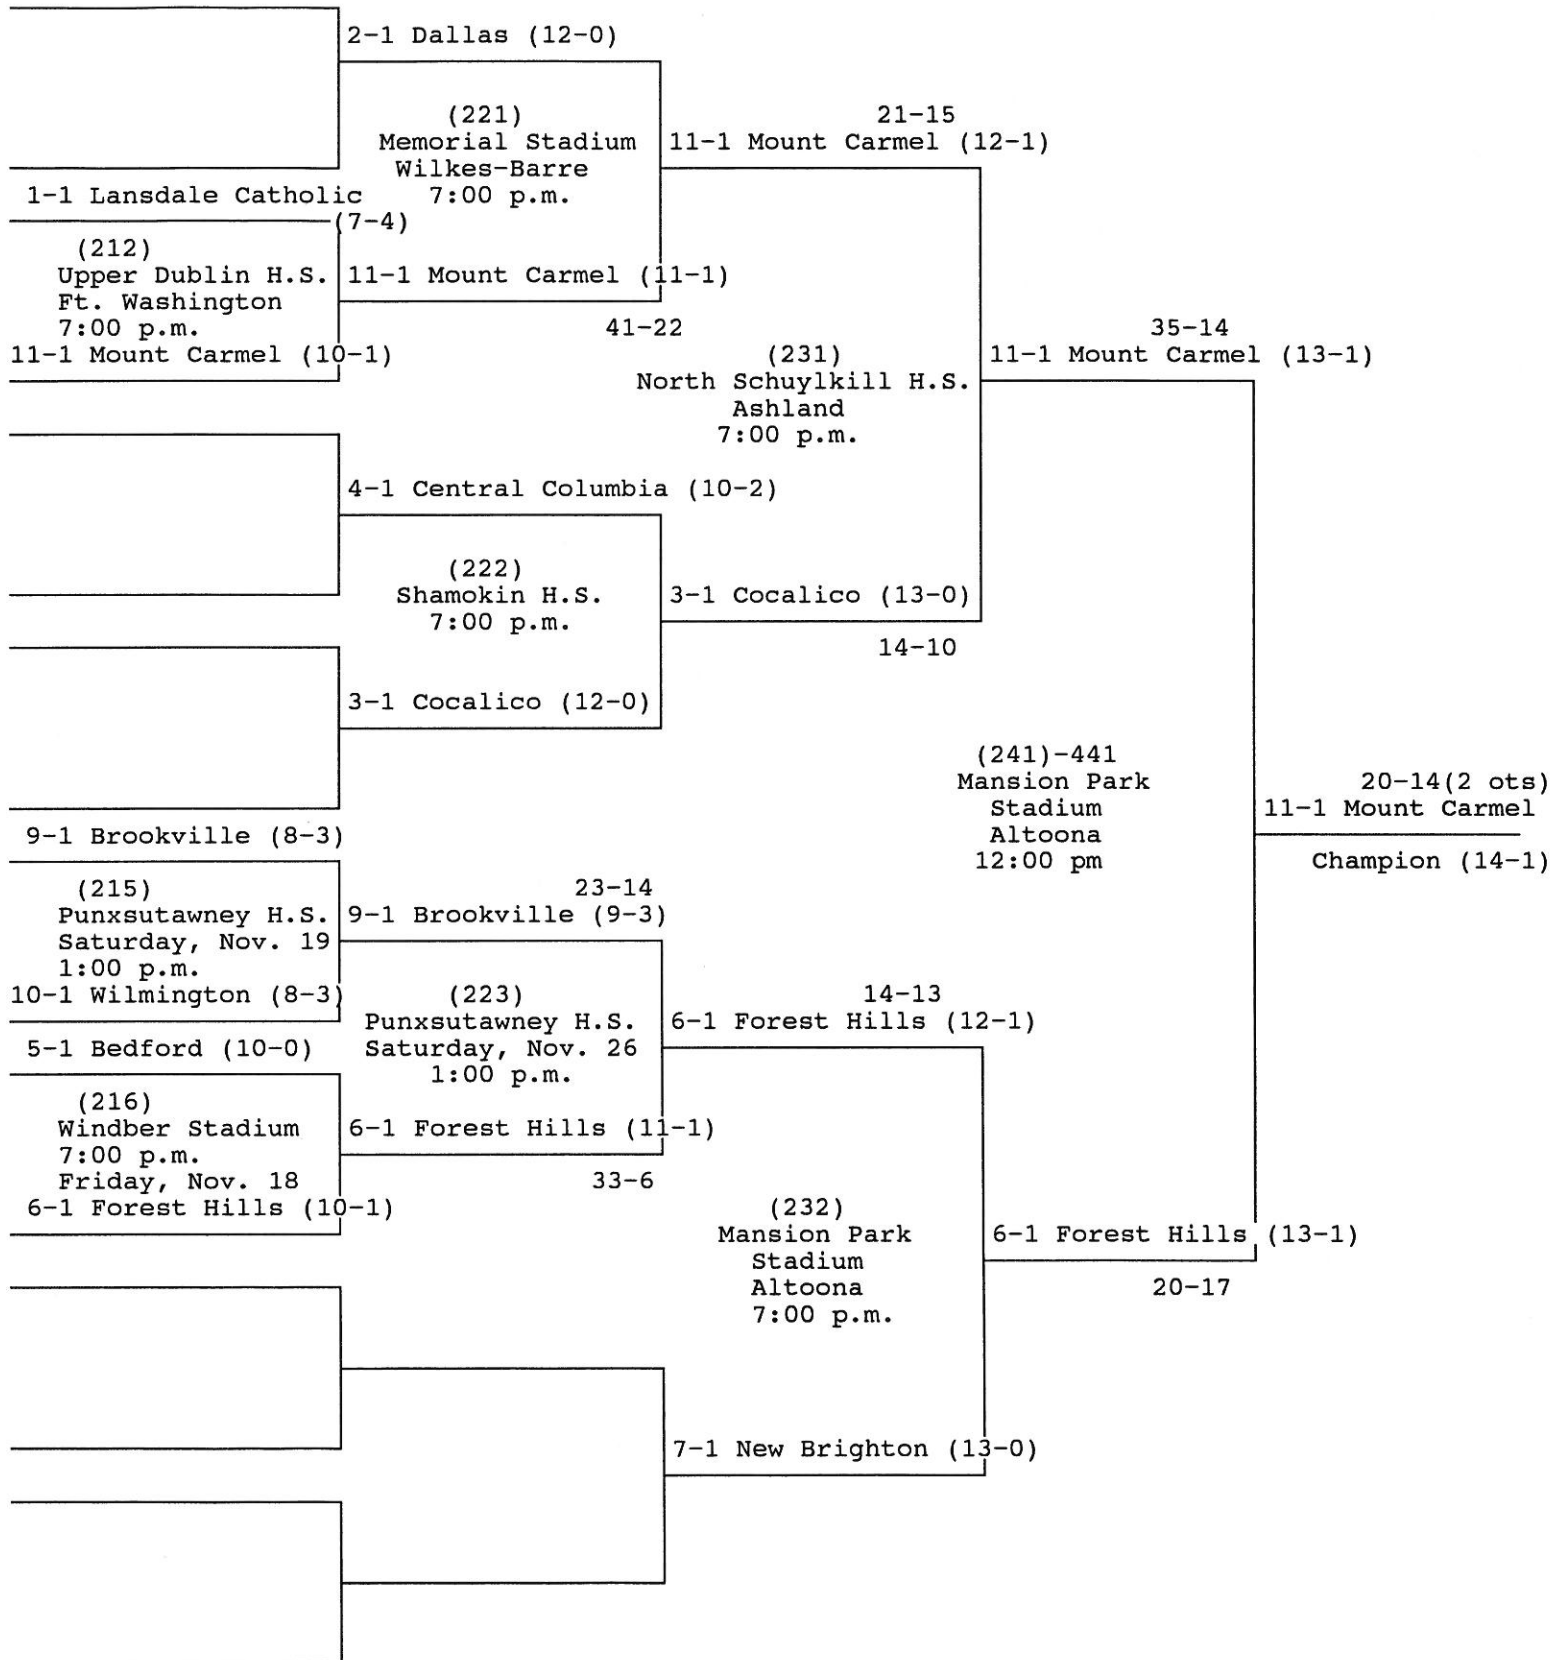 2-1 Dallas (12-0)
(221)
Memorial Stadium
Wilkes-Barre
7:00 p.m.
21-15
11-1 Mount Carmel (12-1)
1-1 Lansdale Catholic
(7-4)
(212)
Upper Dublin H.S.
Ft. Washington
7:00 p.m.
11-1 Mount Carmel (10-1)
11-1 Mount Carmel (11-1)
41-22
(231)
North Schuylkill H.S.
Ashland
7:00 p.m.
35-14
11-1 Mount Carmel (13-1)
4-1 Central Columbia (10-2)
(222)
Shamokin H.S.
7:00 p.m.
3-1 Cocalico (13-0)
14-10
3-1 Cocalico (12-0)
(241)-441
Mansion Park
Stadium
Altoona
12:00 pm
20-14(2 ots)
11-1 Mount Carmel
Champion (14-1)
9-1 Brookville (8-3)
(215)
Punxsutawney H.S.
Saturday, Nov. 19
1:00 p.m.
10-1 Wilmington (8-3)
23-14
9-1 Brookville (9-3)
(223)
Punxsutawney H.S.
Saturday, Nov. 26
1:00 p.m.
14-13
6-1 Forest Hills (12-1)
5-1 Bedford (10-0)
(216)
Windber Stadium
7:00 p.m.
Friday, Nov. 18
6-1 Forest Hills (10-1)
6-1 Forest Hills (11-1)
33-6
(232)
Mansion Park
Stadium
Altoona
7:00 p.m.
6-1 Forest Hills (13-1)
20-17
7-1 New Brighton (13-0)